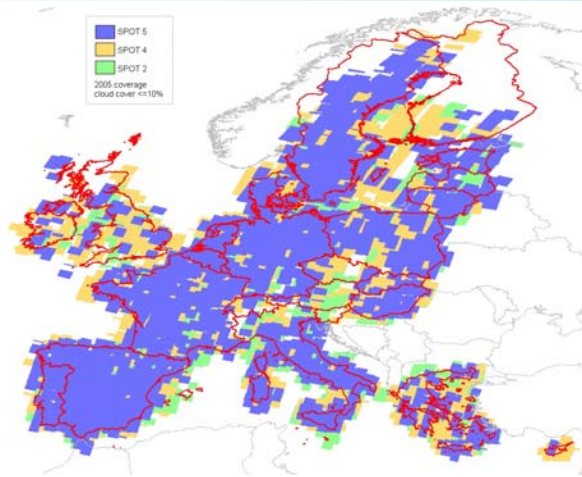 SPOT 5
SPOT 4
SPOT 2
2005 coverage
cloud cover <=10%